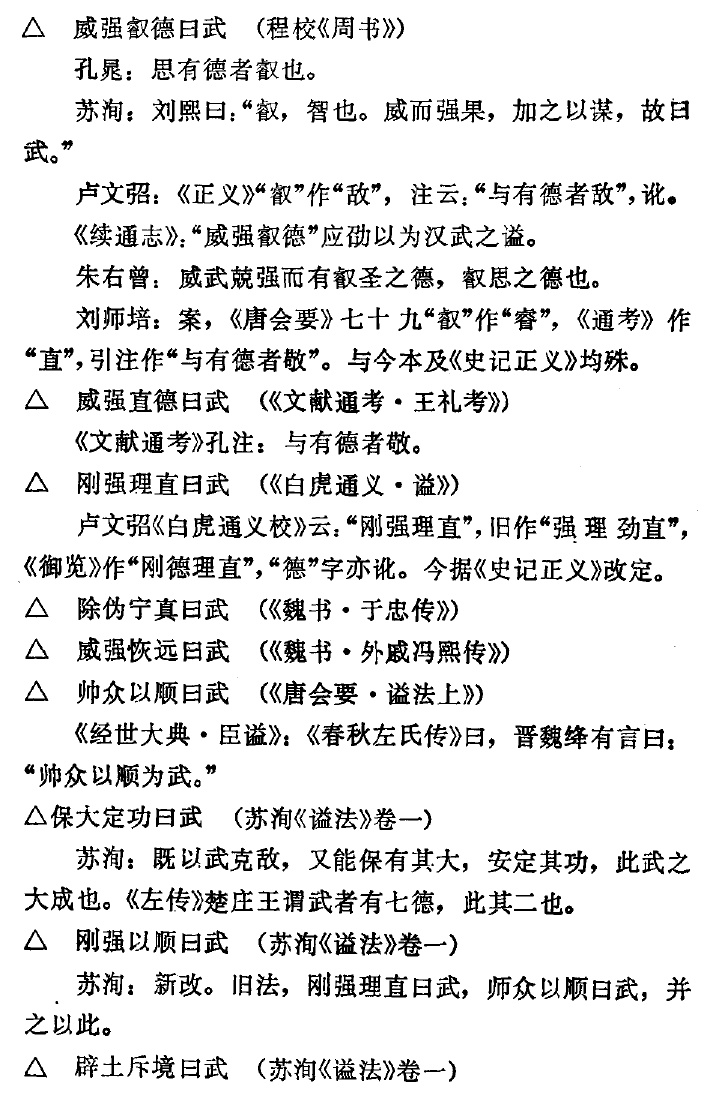 △　威强叡德曰武　（程校《周书》）
孔晁：思有德者叡也。
苏洵：刘熙曰：“叡，智也。威而强果，加之以谋，故曰
武。”
卢文弨：《正义》“叡”作“敌”，注云：“与有德者敌”，讹。
《续通志》：“威强叡德”应劭以为汉武之谥。
朱右曾：威武兢强而有叡圣之德，叡思之德也。
刘师培：案，《唐会要》七十九“叡”作“睿”，《通考》作
“直”，引注作“与有德者敬”。与今本及《史记正义》均殊。
△　威强直德曰武　（《文献通考·王礼考》）
《文献通考》孔注：与有德者敬。
△　刚强理直曰武　（《白虎通义·谥》）
卢文弨《白虎通义校》云：“刚强理直”，旧作“强理劲直”，
《御览》作“刚德理直”，“德”字亦讹。今据《史记正义》改定。
△　除伪宁真曰武　（《魏书·于忠传》）
△　威强恢远曰武　（《魏书·外戚冯熙传》）
△　帅众以顺曰武　（《唐会要·谥法上》）
《经世大典·臣谥》：《春秋左氏传》曰，晋魏绛有言曰：
“帅众以顺为武。”
△保大定功曰武　（苏洵《谥法》卷一）
苏洵：既以武克敌，又能保有其大，安定其功，此武之
大成也。《左传》楚庄王谓武者有七德，此其二也。
△　刚强以顺曰武　（苏洵《谥法》卷一）
苏洵：新改。旧法，刚强理直曰武，师众以顺曰武，并
之以此。
△　辟土斥境曰武　（苏洵《谥法》卷一）